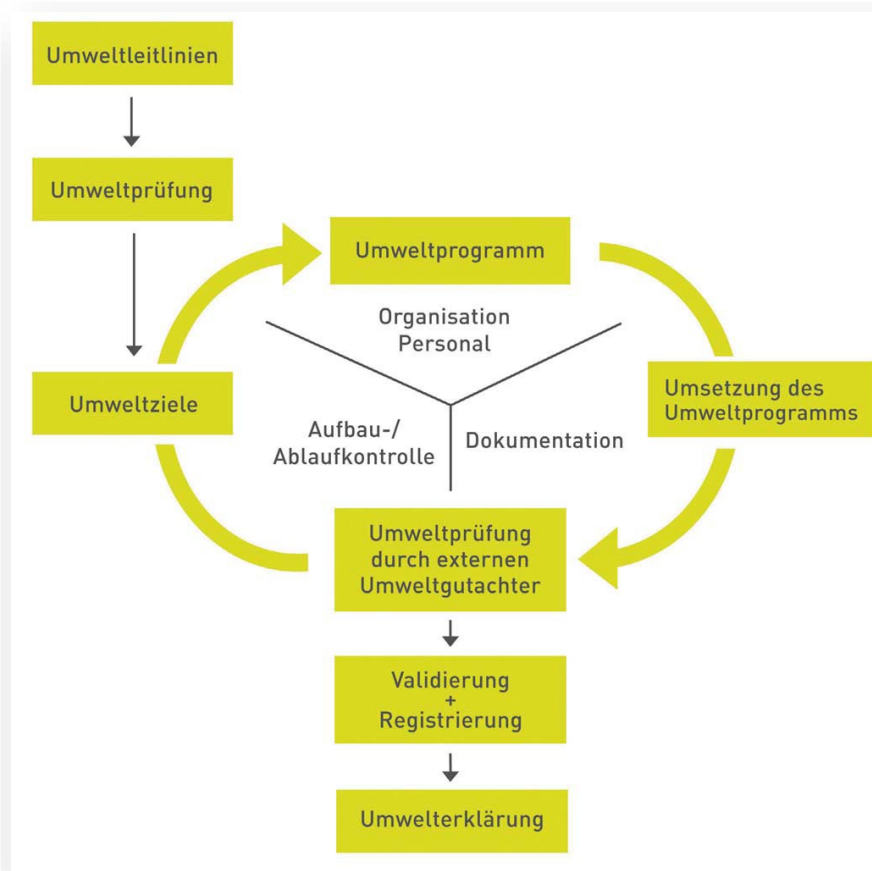 Umweltleitlinien
Umweltprüfung
Umweltprogramm
Organisation
Personal
Umweltziele
Umsetzung des
Umweltprogramms
Aufbau-/
Ablaufkontrolle
Dokumentation
Umweltprüfung
durch externen
Umweltgutachter
Validierung
+
Registrierung
Umwelterklärung